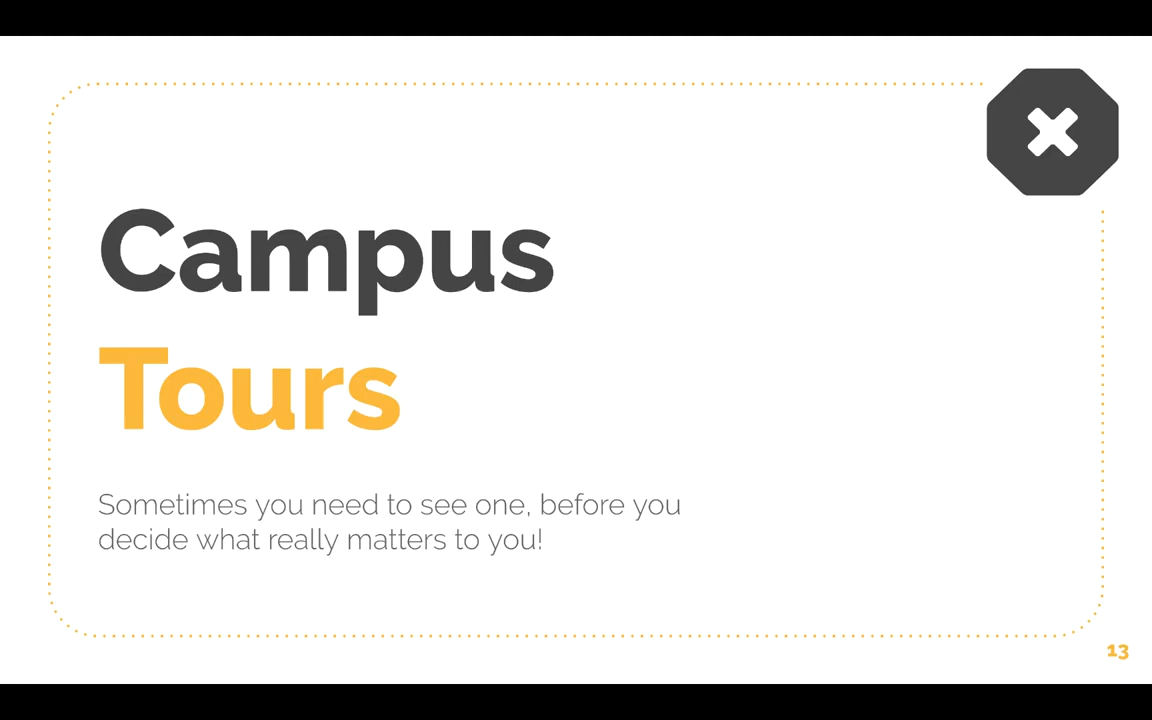 Campus
Tours
Sometimes you need to see one, before you
decide what really matters to you!
13